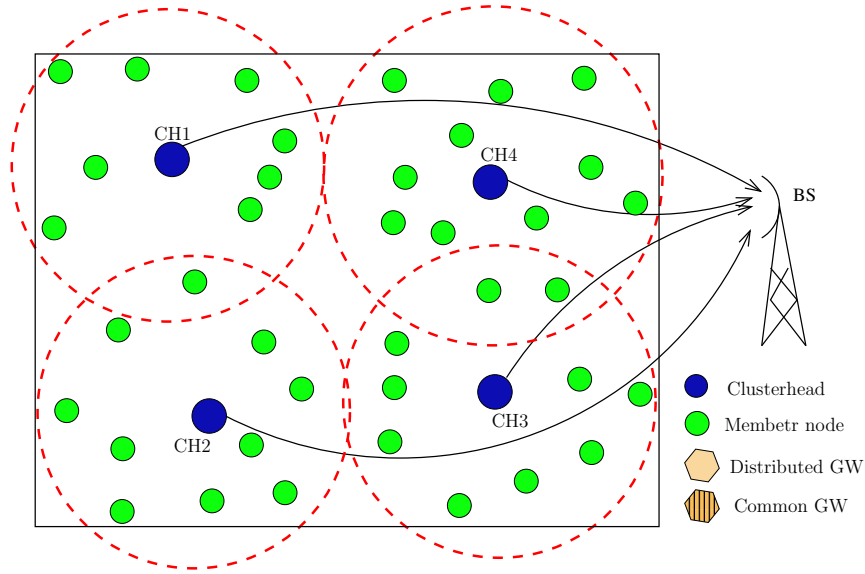 CH1
CH4
BS
CH2
CH3
Clusterhead
Membetr node
Distributed GW
Common GW